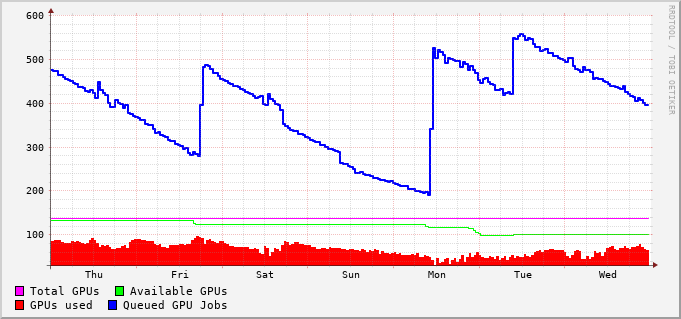 600
500
400
300
200
100
Thu Fri Sat Sun Mon Tue Wed
RRDTOOL / TOBI OETIKER
Total GPUs Available GPUs
GPUs used Queued GPU Jobs